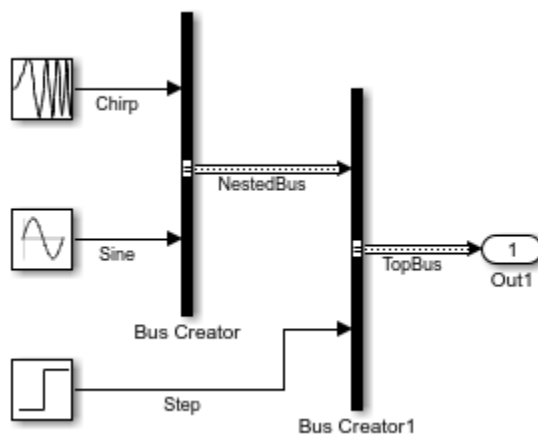 Chirp
NestedBus
Sine
TopBus
1
Out1
Bus Creator
Step
Bus Creator1